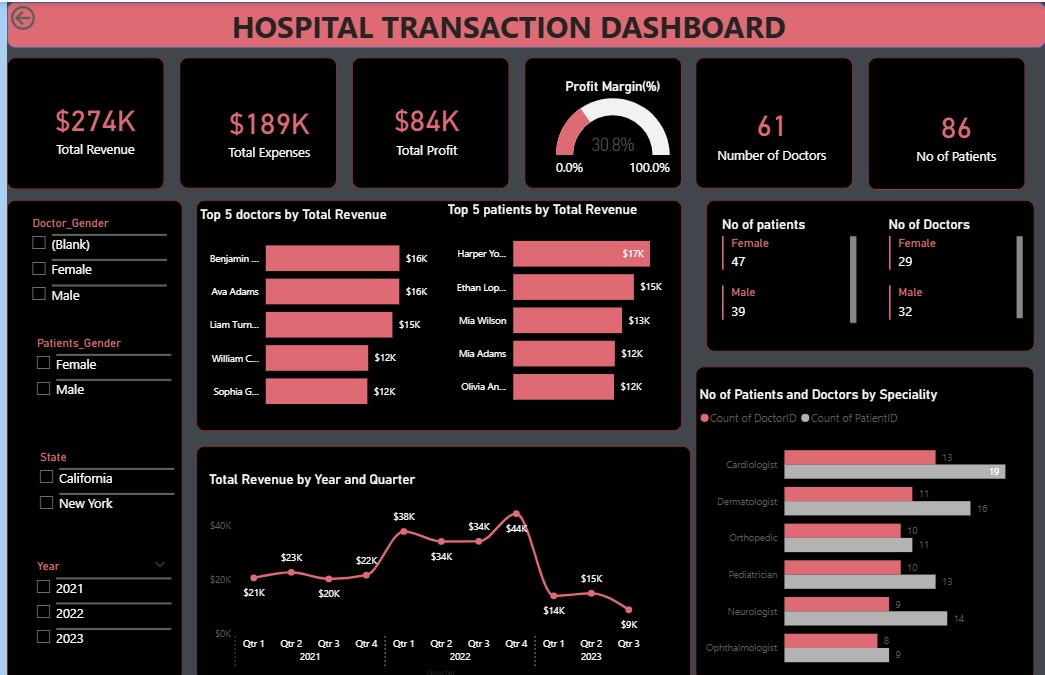 HOSPITAL TRANSACTION DASHBOARD
$274K
Total Revenue
$189K
Total Expenses
$84K
Total Profit
Profit Margin(%)
30.8%
0.0%
100.0%
61
Number of Doctors
86
No of Patients
Doctor_Gender
(Blank)
Female
Male
Patients_Gender
Female
Male
State
California
New York
Year
2021
2022
2023
Top 5 doctors by Total Revenue
Benjamin ...
$16K
Ava Adams
$16K
Liam Turn...
$15K
William C...
$12K
Sophia G...
$12K
Top 5 patients by Total Revenue
Harper Yo...
$17K
Ethan Lop...
$15K
Mia Wilson
$13K
Mia Adams
$12K
Olivia An...
$12K
No of patients
Female
47
Male
39
No of Doctors
Female
29
Male
32
Total Revenue by Year and Quarter
$40K
$20K
$0K
$21K
$23K
$20K
$22K
$38K
$34K
$34K
$44K
$14K
$15K
$9K
Qtr 1 Qtr 2 Qtr 3 Qtr 4 Qtr 1 Qtr 2 Qtr 3 Qtr 4 Qtr 1 Qtr 2 Qtr 3
2021 2022 2023
Quarter
No of Patients and Doctors by Speciality
Count of DoctorID Count of PatientID
Cardiologist
13
19
Dermatologist
11
16
Orthopedic
10
11
Pediatrician
10
13
Neurologist
9
14
Ophthalmologist
8
9